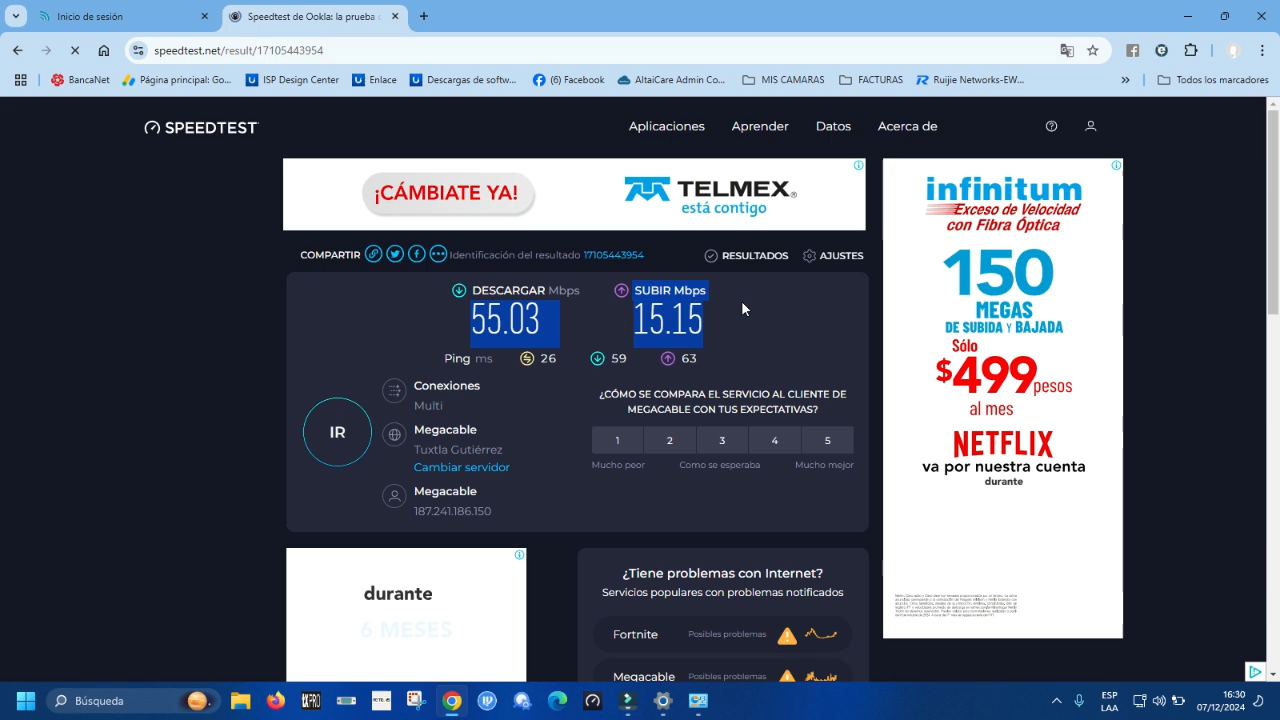 Inicio de sesión
Speedtest de Ookla: la prueba d
speedtest.net/result/17105443954
BancaNet
Página principal: Go...
ISP Design Center
Enlace
Descargas de softw...
(6) Facebook
AltaiCare Admin Co...
MIS CAMARAS
FACTURAS
Ruijie Networks-EW...
»
Todos los marcadores
SPEEDTEST
Aplicaciones
Aprender
Datos
Acerca de
¡CÁMBIATE YA!
TELMEX®
está contigo
COMPARTIR
Identificación del resultado 17105443954
RESULTADOS
AJUSTES
DESCARGAR Mbps
55.03
SUBIR Mbps
15.15
Ping ms 26 59 63
IR
Conexiones
Multi
Megacable
Tuxtla Gutiérrez
Cambiar servidor
Megacable
187.241.186.150
¿CÓMO SE COMPARA EL SERVICIO AL CLIENTE DE
MEGACABLE CON TUS EXPECTATIVAS?
1 2 3 4 5
Mucho peor Como se esperaba Mucho mejor
infinitum
Exceso de Velocidad
con Fibra Óptica
150
MEGAS
DE SUBIDA y BAJADA
Sólo
$499pesos
al mes
NETFLIX
va por nuestra cuenta
durante
durante
6 MESES
¿Tiene problemas con Internet?
Servicios populares con problemas notificados
Fortnite Posibles problemas
Megacable Posibles problemas
Búsqueda
ESP
LAA
16:30
07/12/2024